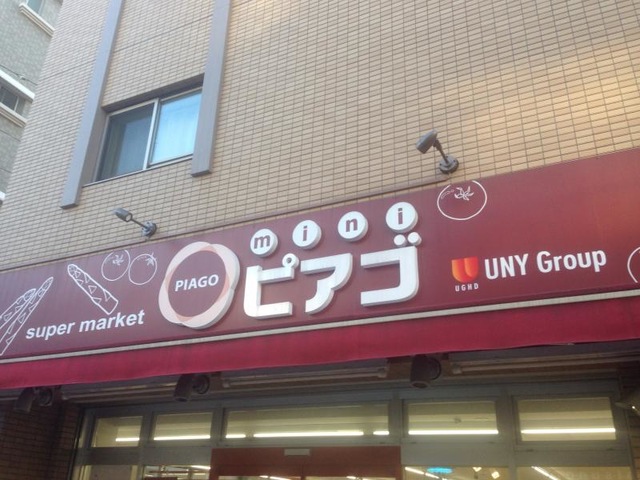 mini
PIAGO
ピアゴ
super market
UGHD
UNY Group